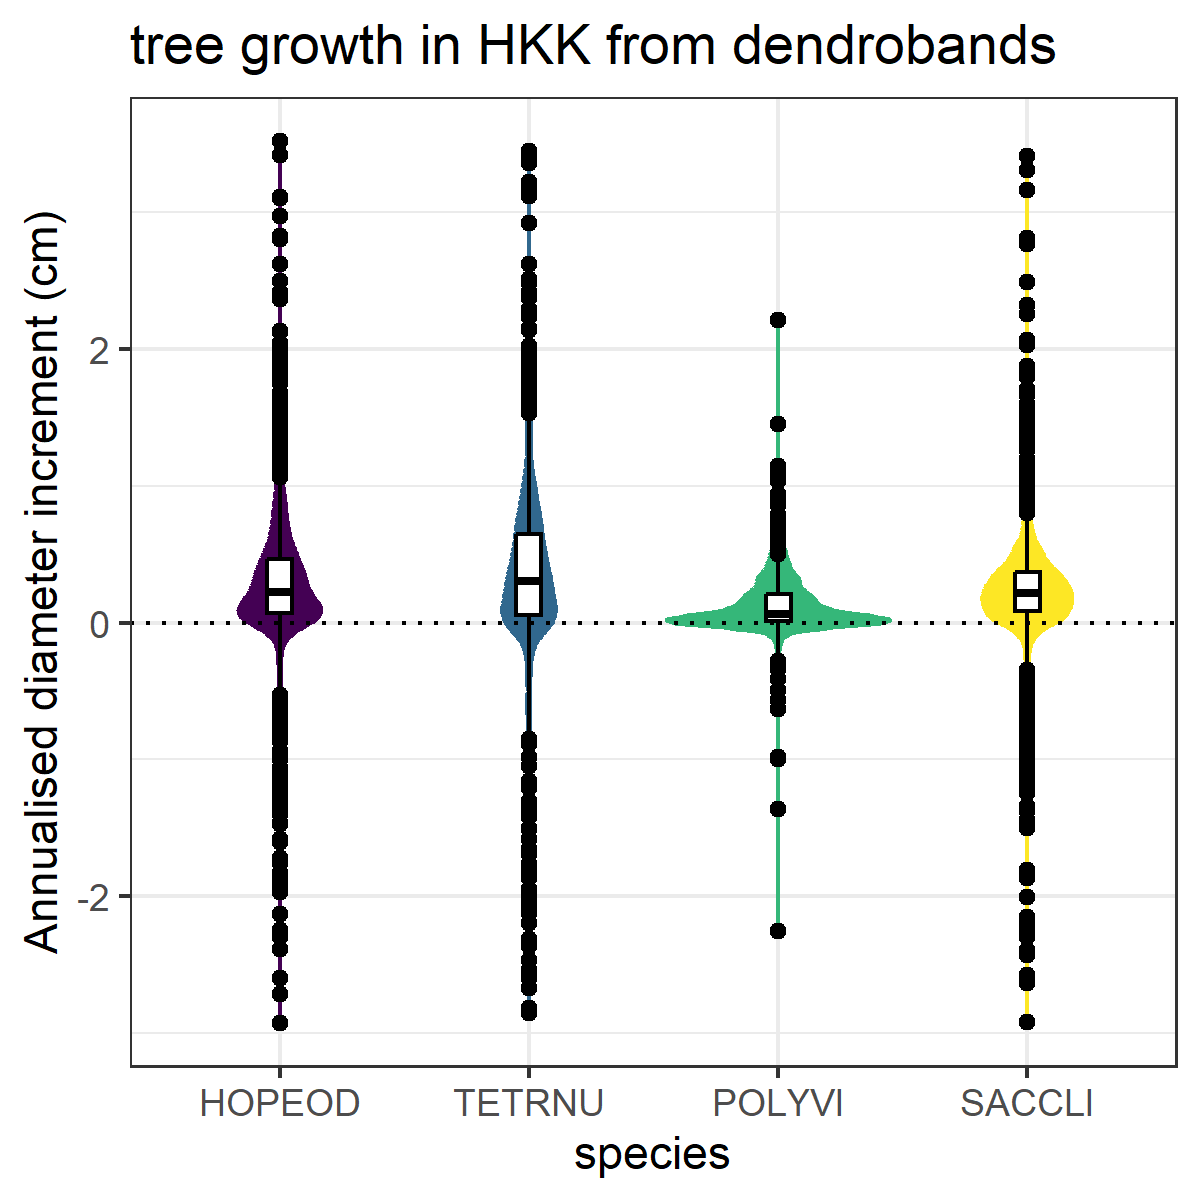 tree growth in HKK from dendrobands
Annualised diameter increment (cm)
2
0
-2
HOPEOD
TETRNU
POLYVI
SACCLI
species